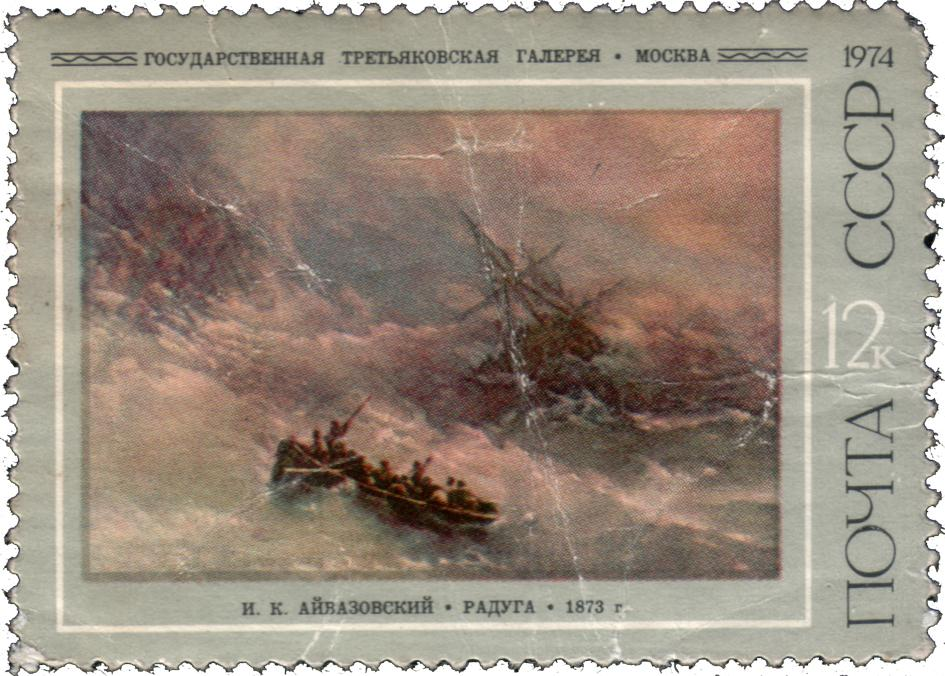 ГОСУДАРСТВЕННАЯ ТРЕТЬЯКОВСКАЯ ГАЛЕРЕЯ • МОСКВА
1974
ПОЧТА СССР
12к
И. К. АЙВАЗОВСКИЙ • РАДУГА • 1873 г.